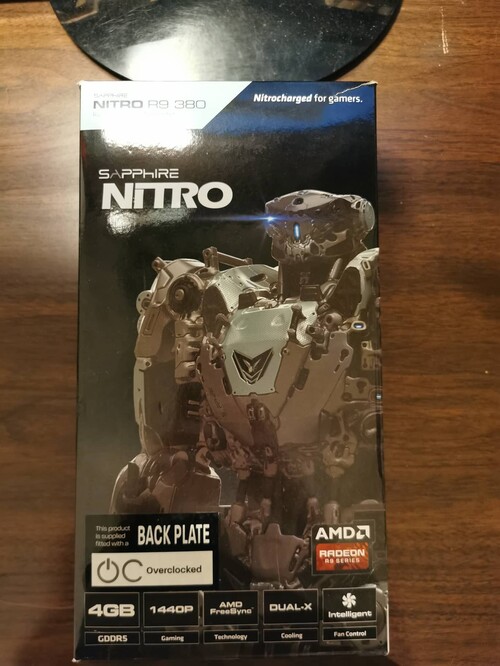 SAPPHIRE
NITRO R9 380
Nitrocharged for gamers.
SAPPHIRE
NITRO
This product
is supplied
fitted with a
BACK PLATE
OC Overclocked
AMD
RADEON
R9 SERIES
4GB
GDDR5
1440P
Gaming
AMD
FreeSync™
Technology
DUAL-X
Cooling
Intelligent
Fan Control